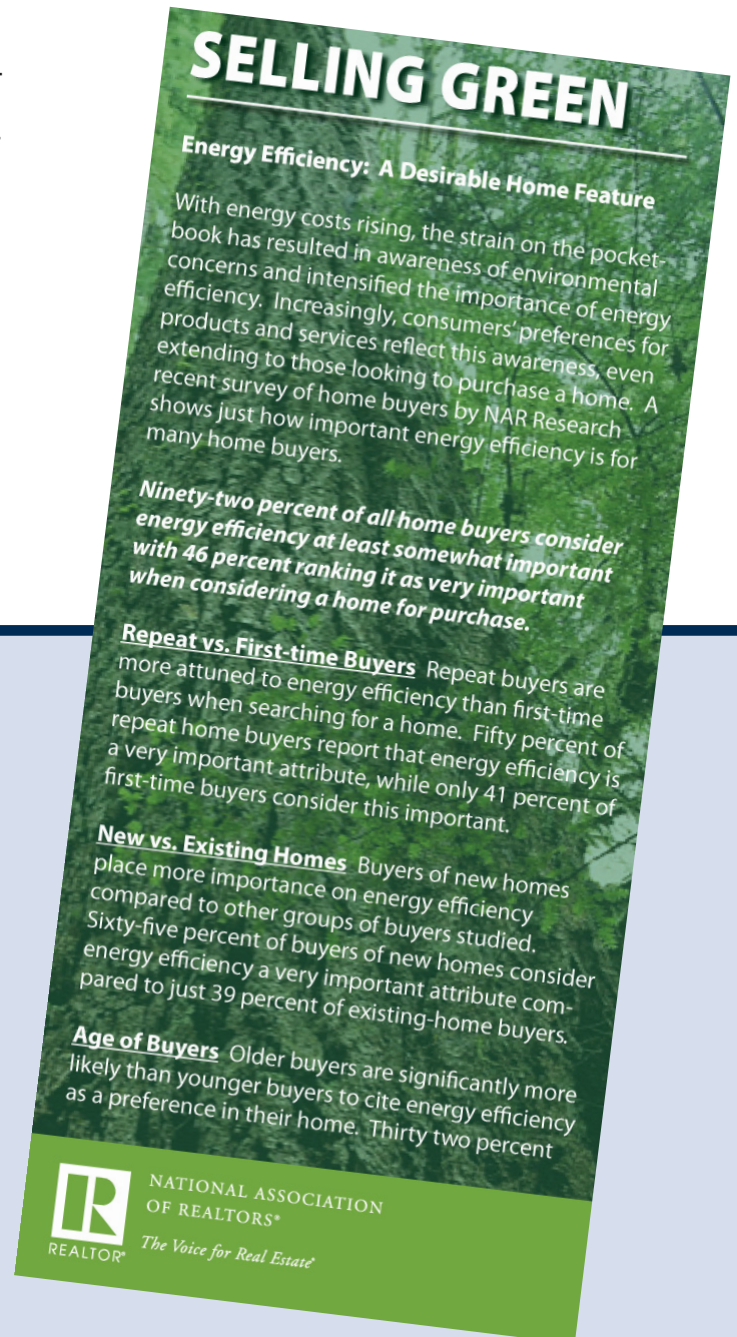 SELLING GREEN
Energy Efficiency:  A Desirable Home Feature
With energy costs rising, the strain on the pocket-
book has resulted in awareness of environmental
concerns and intensified the importance of energy
efficiency.  Increasingly, consumers' preferences for
products and services reflect this awareness, even
extending to those looking to purchase a home.  A
recent survey of home buyers by NAR Research
shows just how important energy efficiency is for
many home buyers.
Ninety-two percent of all home buyers consider
energy efficiency at least somewhat important
with 46 percent ranking it as very important
when considering a home for purchase.
Repeat vs. First-time Buyers  Repeat buyers are
more attuned to energy efficiency than first-time
buyers when searching for a home.  Fifty percent of
repeat home buyers report that energy efficiency is
a very important attribute, while only 41 percent of
first-time buyers consider this important.
New vs. Existing Homes  Buyers of new homes
place more importance on energy efficiency
compared to other groups of buyers studied.
Sixty-five percent of buyers of new homes consider
energy efficiency a very important attribute com-
pared to just 39 percent of existing-home buyers.
Age of Buyers  Older buyers are significantly more
likely than younger buyers to cite energy efficiency
as a preference in their home.  Thirty two percent
NATIONAL ASSOCIATION
OF REALTORS®
The Voice for Real Estate®
REALTOR®